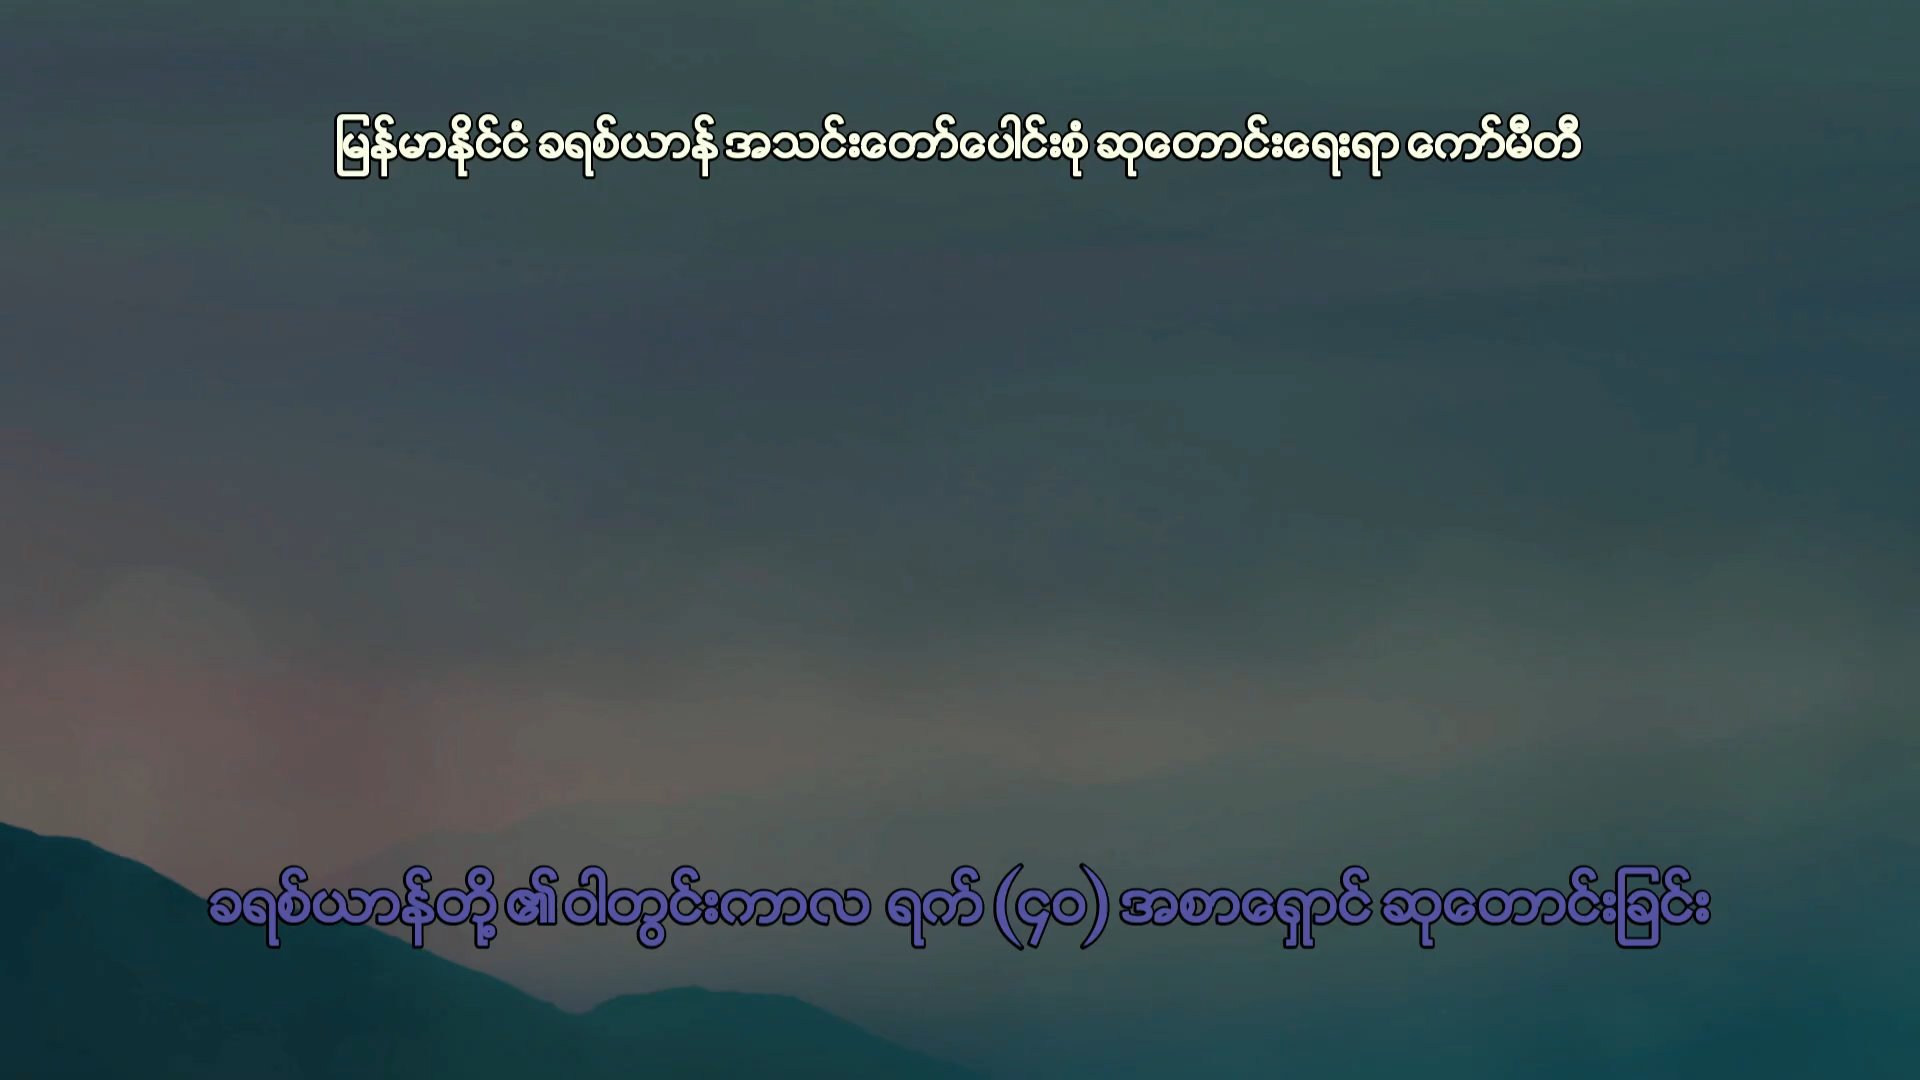 မြန်မာနိုင်ငံ ခရစ်ယာန် အသင်းတော်ပေါင်းစုံ ဆုတောင်းရေးရာ ကော်မီတီ
ခရစ်ယာန်တို့ ၏ ဝါတွင်းကာလ ရက် (၄၀) အစာရှောင် ဆုတောင်းခြင်း